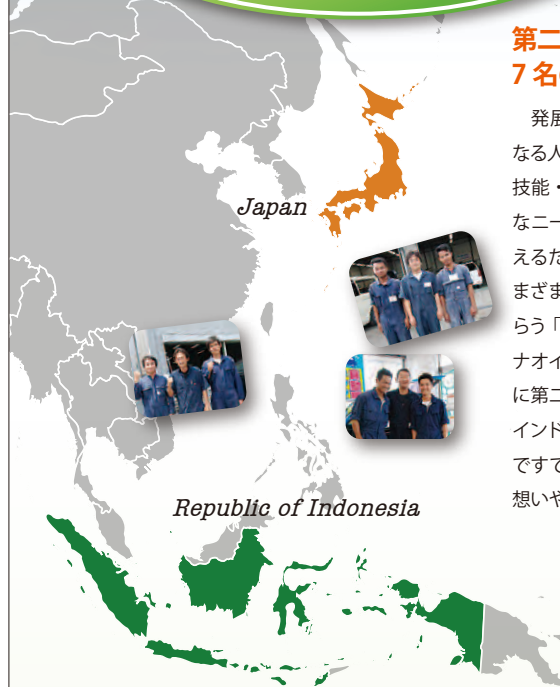 第二
7名
発展
なる人
技能・
なニー
Japan
えるた
まざま
らう「
ナオイ
に第二
インド
ですで
想いや
Republic of Indonesia